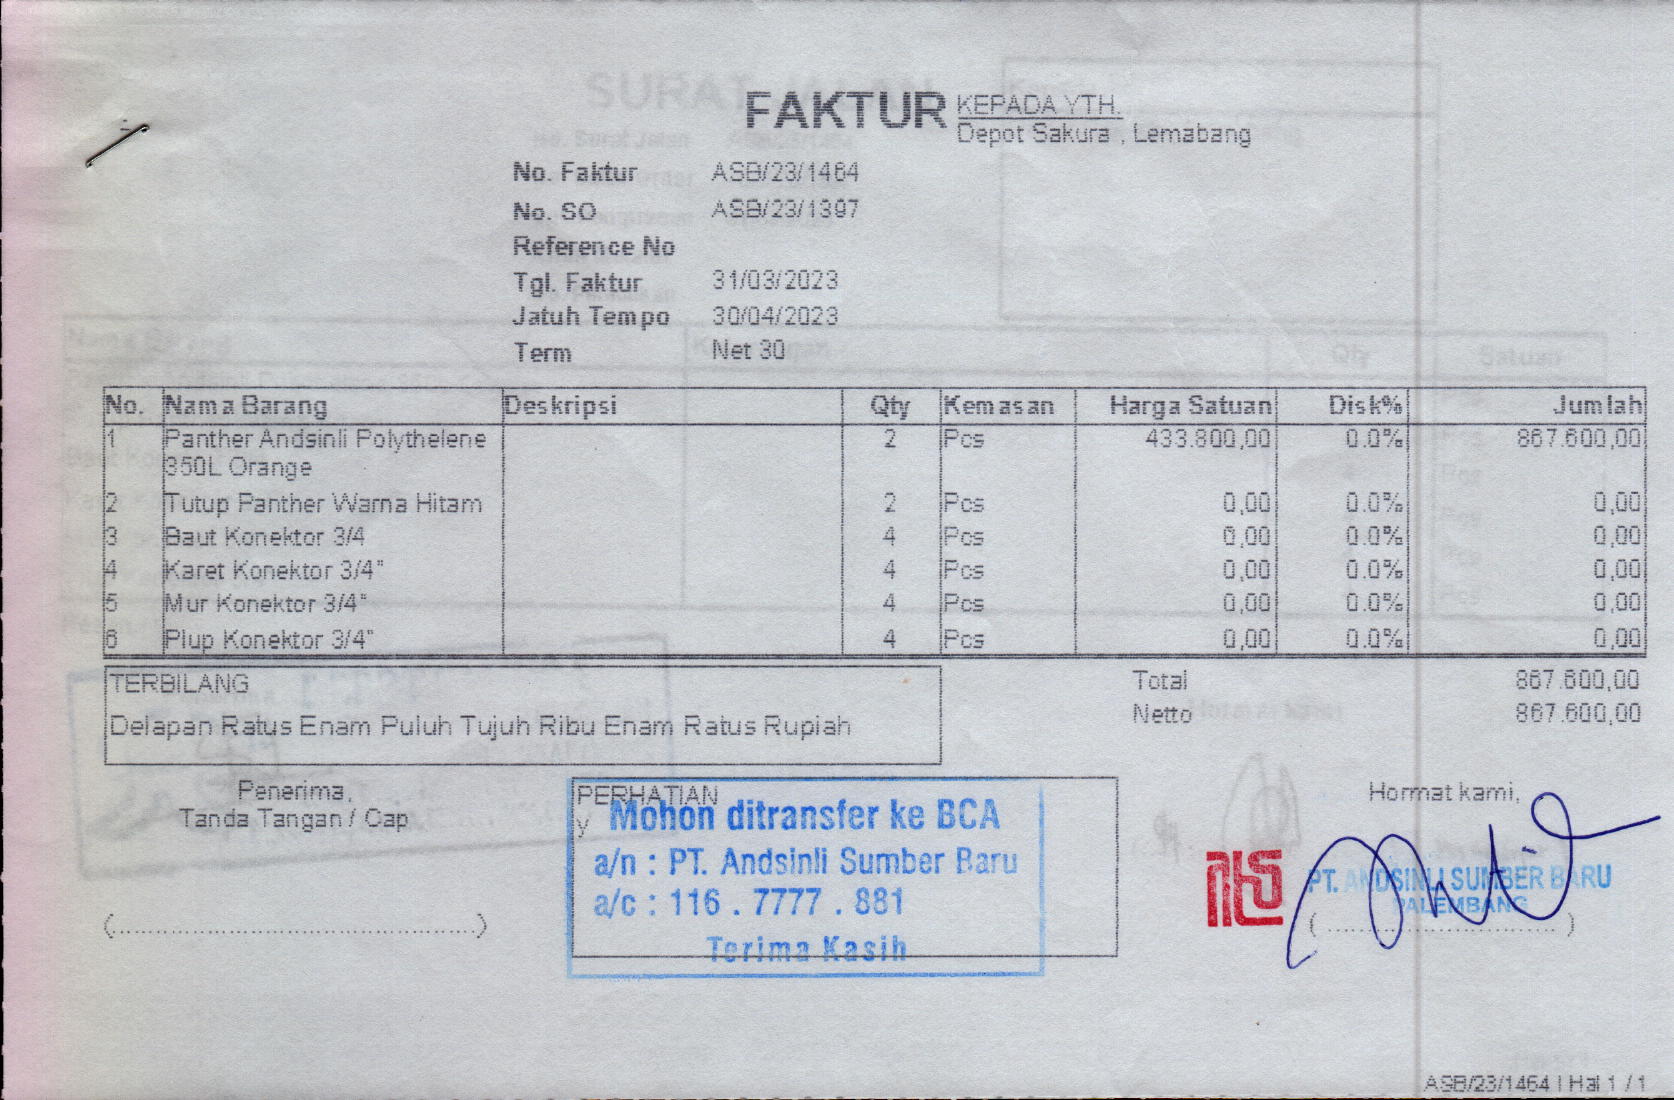 FAKTUR
KEPADA YTH.
Depot Sakura , Lemabang
No. Faktur ASB/23/1464
No. SO ASB/23/1397
Reference No
Tgl. Faktur 31/03/2023
Jatuh Tempo 30/04/2023
Term Net 30
No. Nama Barang Deskripsi Qty Kemasan Harga Satuan Disk% Jumlah
1 Panther Andsinli Polythelene 2 Pcs 433.800,00 0.0% 867.600,00
350L Orange
2 Tutup Panther Warna Hitam 2 Pcs 0,00 0.0% 0,00
3 Baut Konektor 3/4 4 Pcs 0,00 0.0% 0,00
4 Karet Konektor 3/4" 4 Pcs 0,00 0.0% 0,00
5 Mur Konektor 3/4" 4 Pcs 0,00 0.0% 0,00
6 Plup Konektor 3/4" 4 Pcs 0,00 0.0% 0,00
TERBILANG
Delapan Ratus Enam Puluh Tujuh Ribu Enam Ratus Rupiah
Total 867.600,00
Netto 867.600,00
Penerima,
Tanda Tangan / Cap
(...............................................)
PERHATIAN
y
Mohon ditransfer ke BCA
a/n : PT. Andsinli Sumber Baru
a/c : 116 . 7777 . 881
Terima Kasih
Hormat kami,
PT. ANDSINLI SUMBER BARU
PALEMBANG
( .............................. )
ASB/23/1464 | Hal 1 / 1